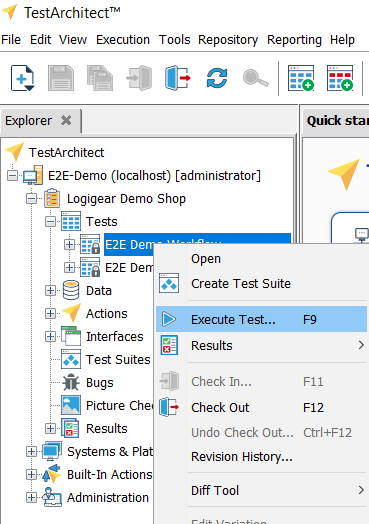 TestArchitect™
File Edit View Execution Tools Repository Reporting Help
Explorer
Quick star
TestArchitect
E2E-Demo (localhost) [administrator]
Logigear Demo Shop
Tests
E2E Demo Workflow
Open
E2E Dem
Create Test Suite
Data
Actions
Execute Test... F9
Interfaces
Results
Test Suites
Bugs
Check In... F11
Picture Chec
Check Out F12
Results
Undo Check Out... Ctrl+F12
Systems & Plat
Revision History...
Built-In Actions
Diff Tool
Administration
Edit Variation